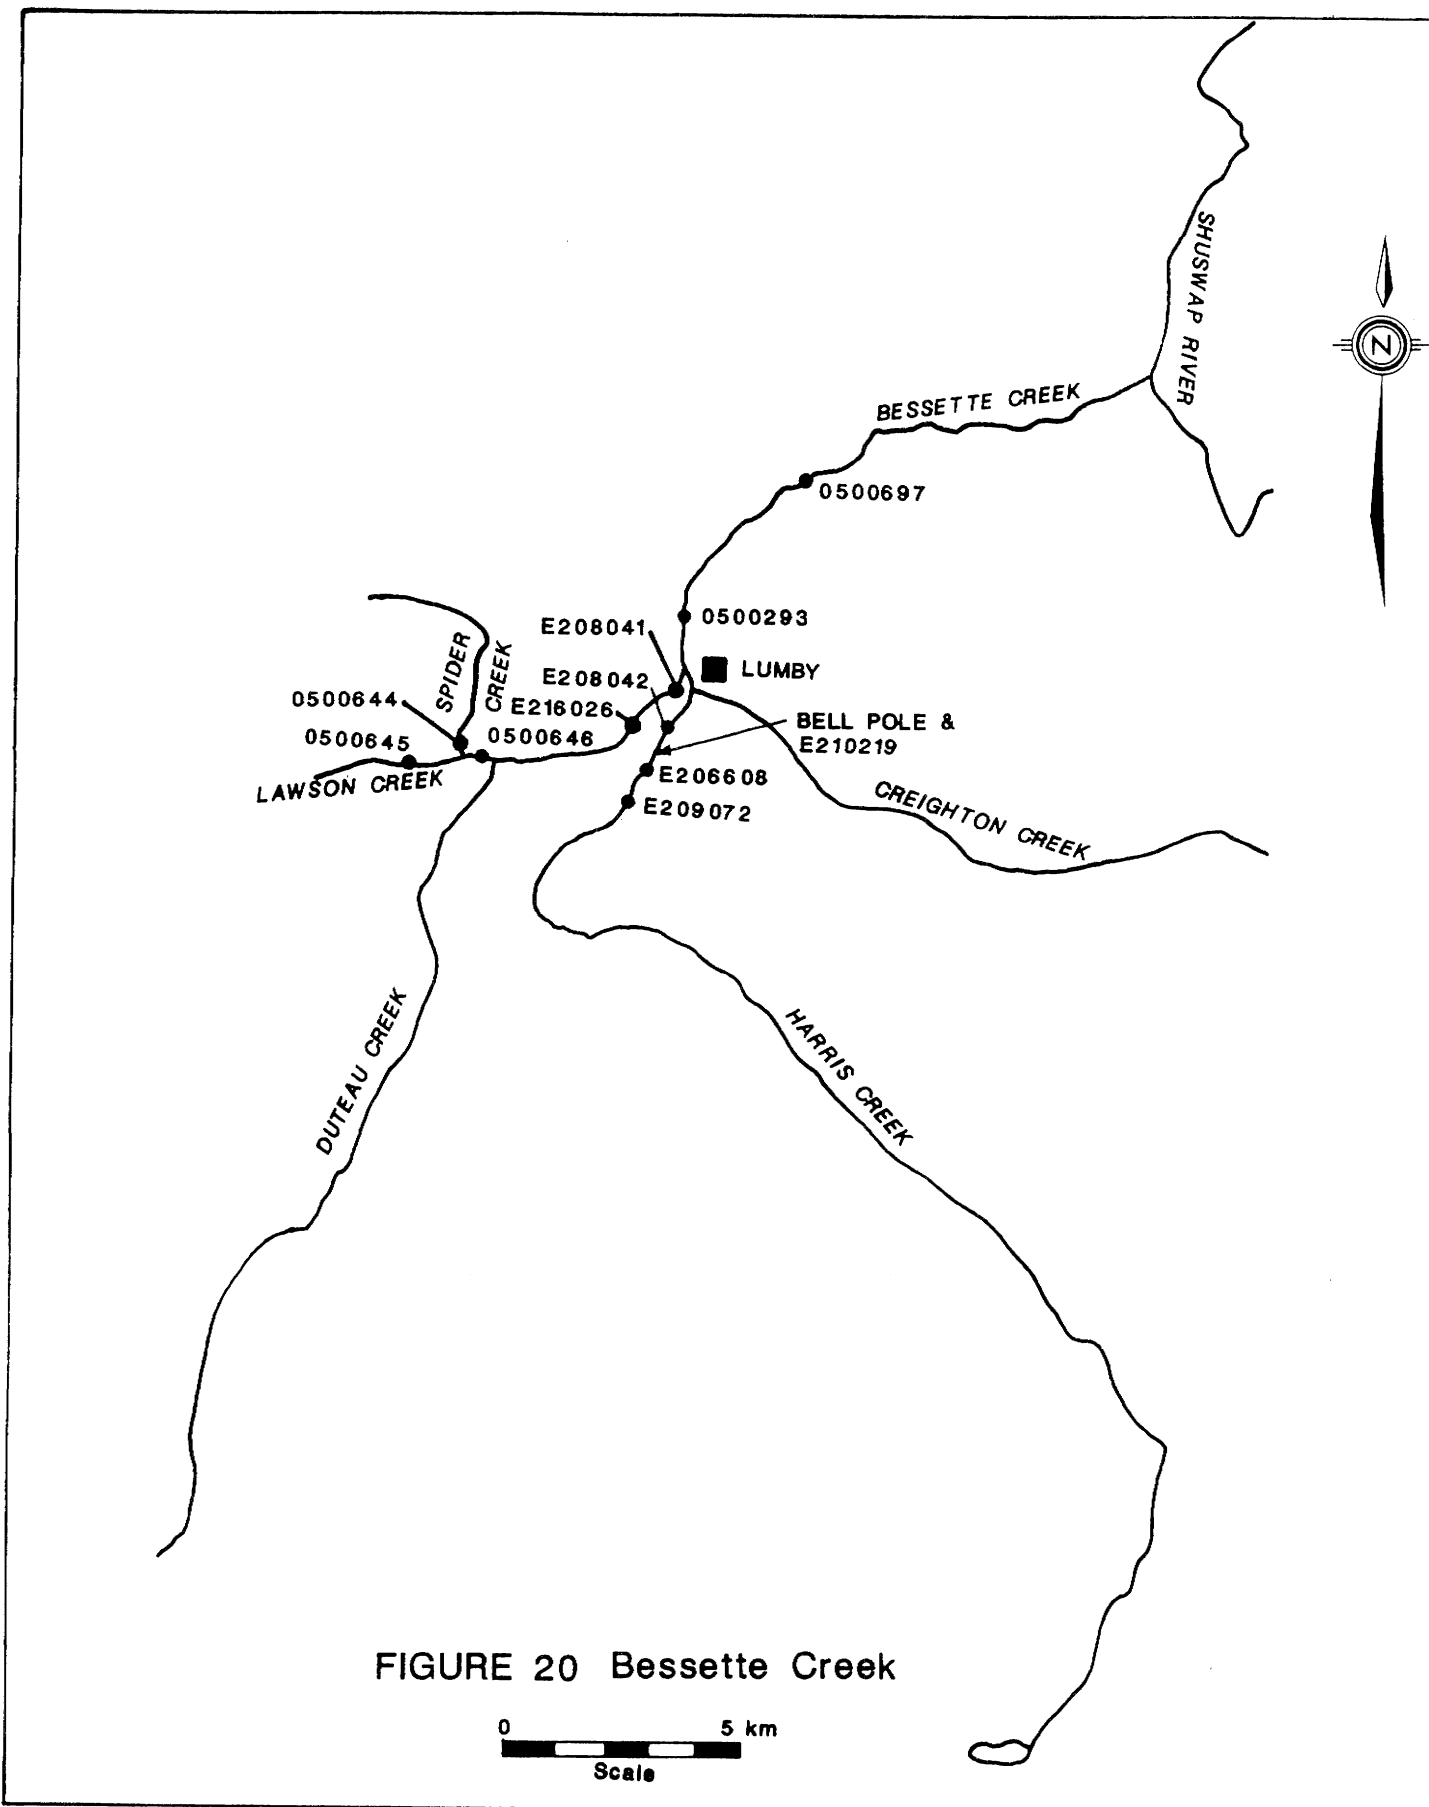 SHUSWAP RIVER
N
BESSETTE CREEK
0500697
0500293
E208041
SPIDER
CREEK
LUMBY
E208042
0500644
E216026
BELL POLE &
E210219
0500645
0500646
E206608
LAWSON CREEK
E209072
CREIGHTON CREEK
DUTEAU CREEK
HARRIS CREEK
FIGURE 20 Bessette Creek
0 5 km
Scale